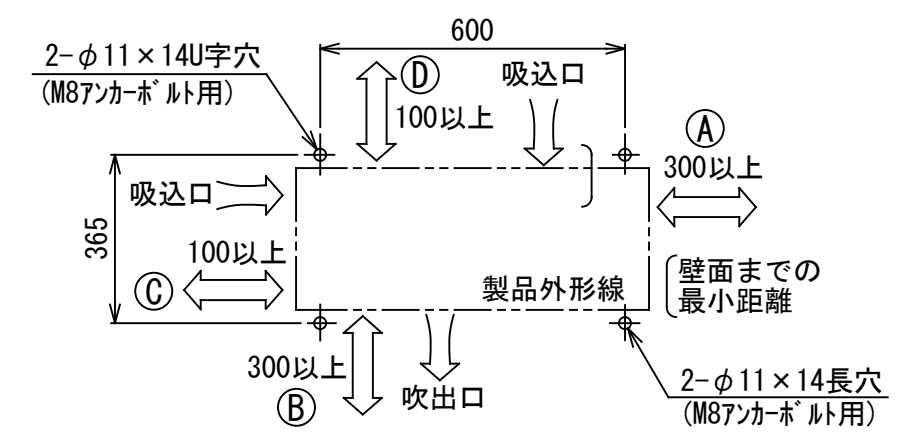 600
2-φ11×14U字穴
(M8アンカーボルト用)
Ⓓ
100以上
吸込口
Ⓐ
300以上
吸込口
365
100以上
Ⓒ
製品外形線
壁面までの
最小距離
300以上
Ⓑ
吹出口
2-φ11×14長穴
(M8アンカーボルト用)